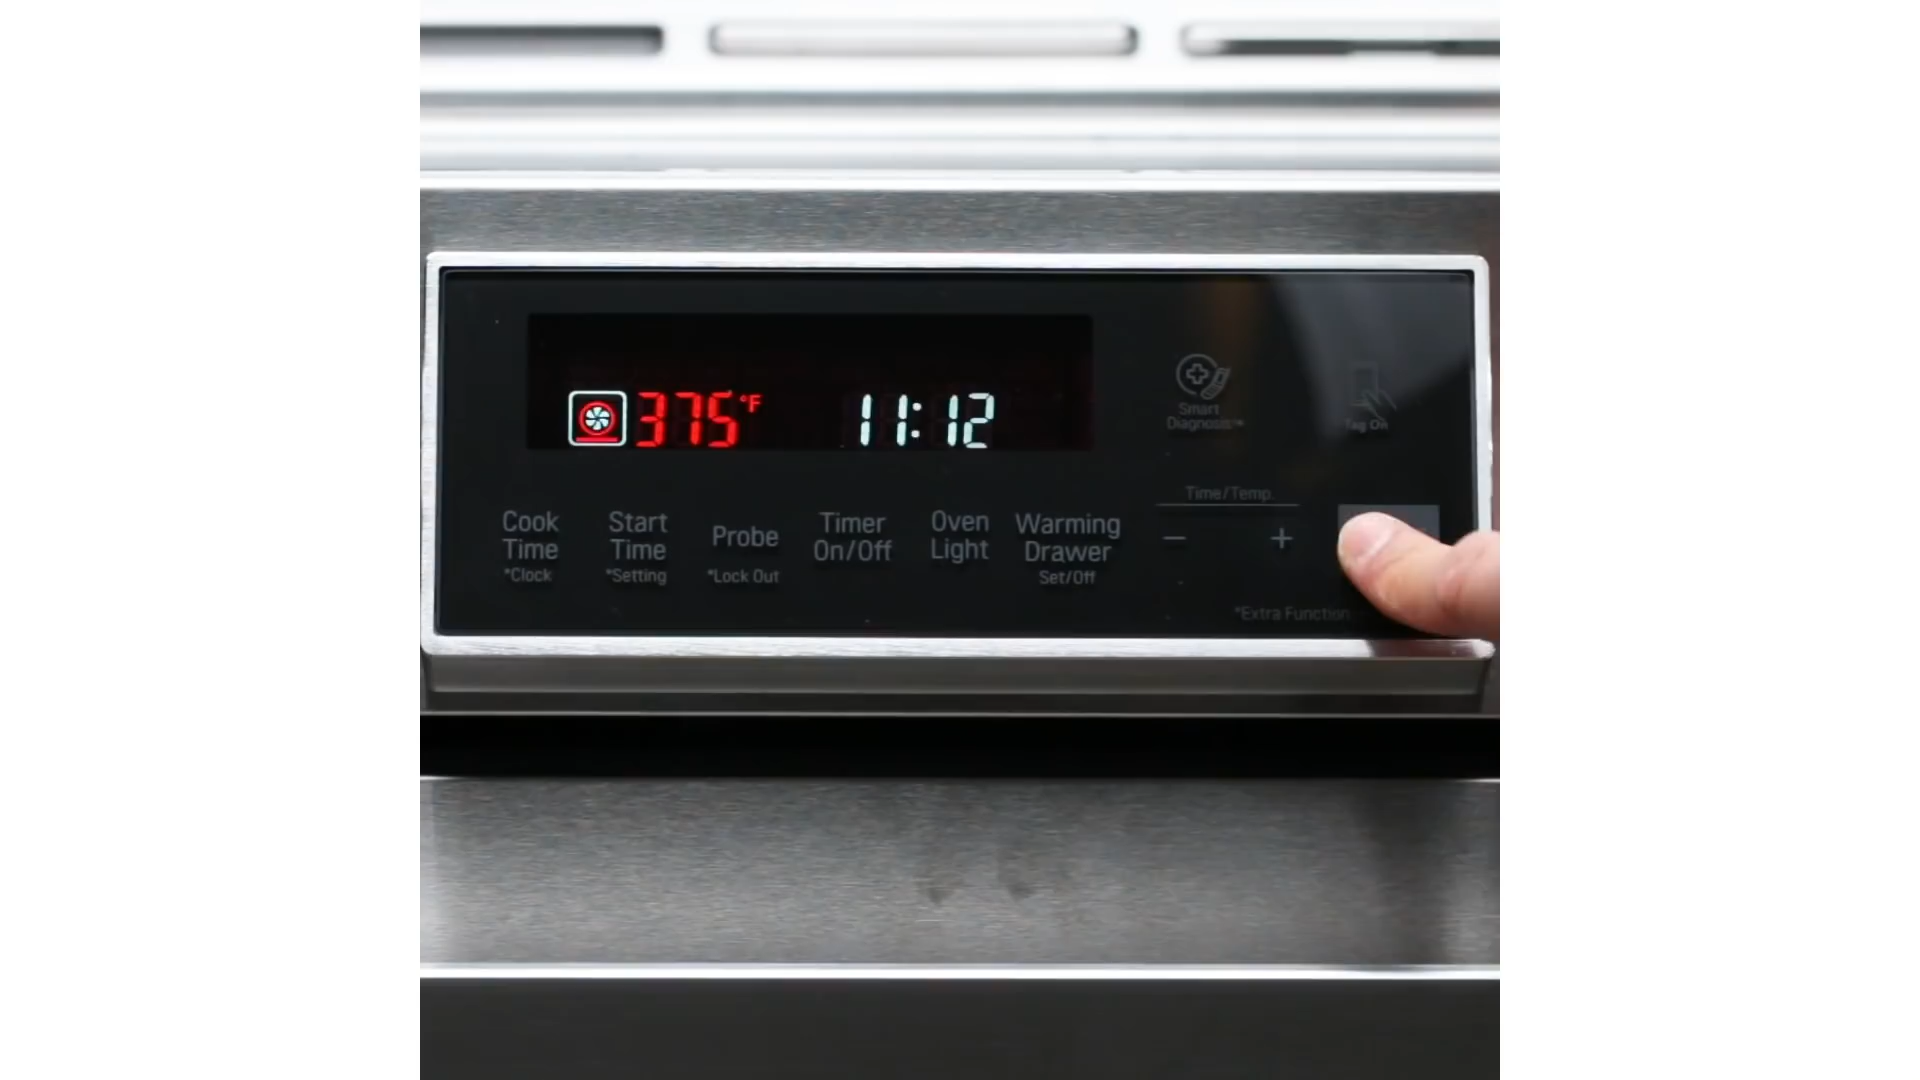 375°F 11:12
Smart
Diagnosis™
Tag On
Time/Temp.
Cook
Time
*Clock
Start
Time
*Setting
Probe
*Lock Out
Timer
On/Off
Oven
Light
Warming
Drawer
Set/Off
− +
*Extra Function